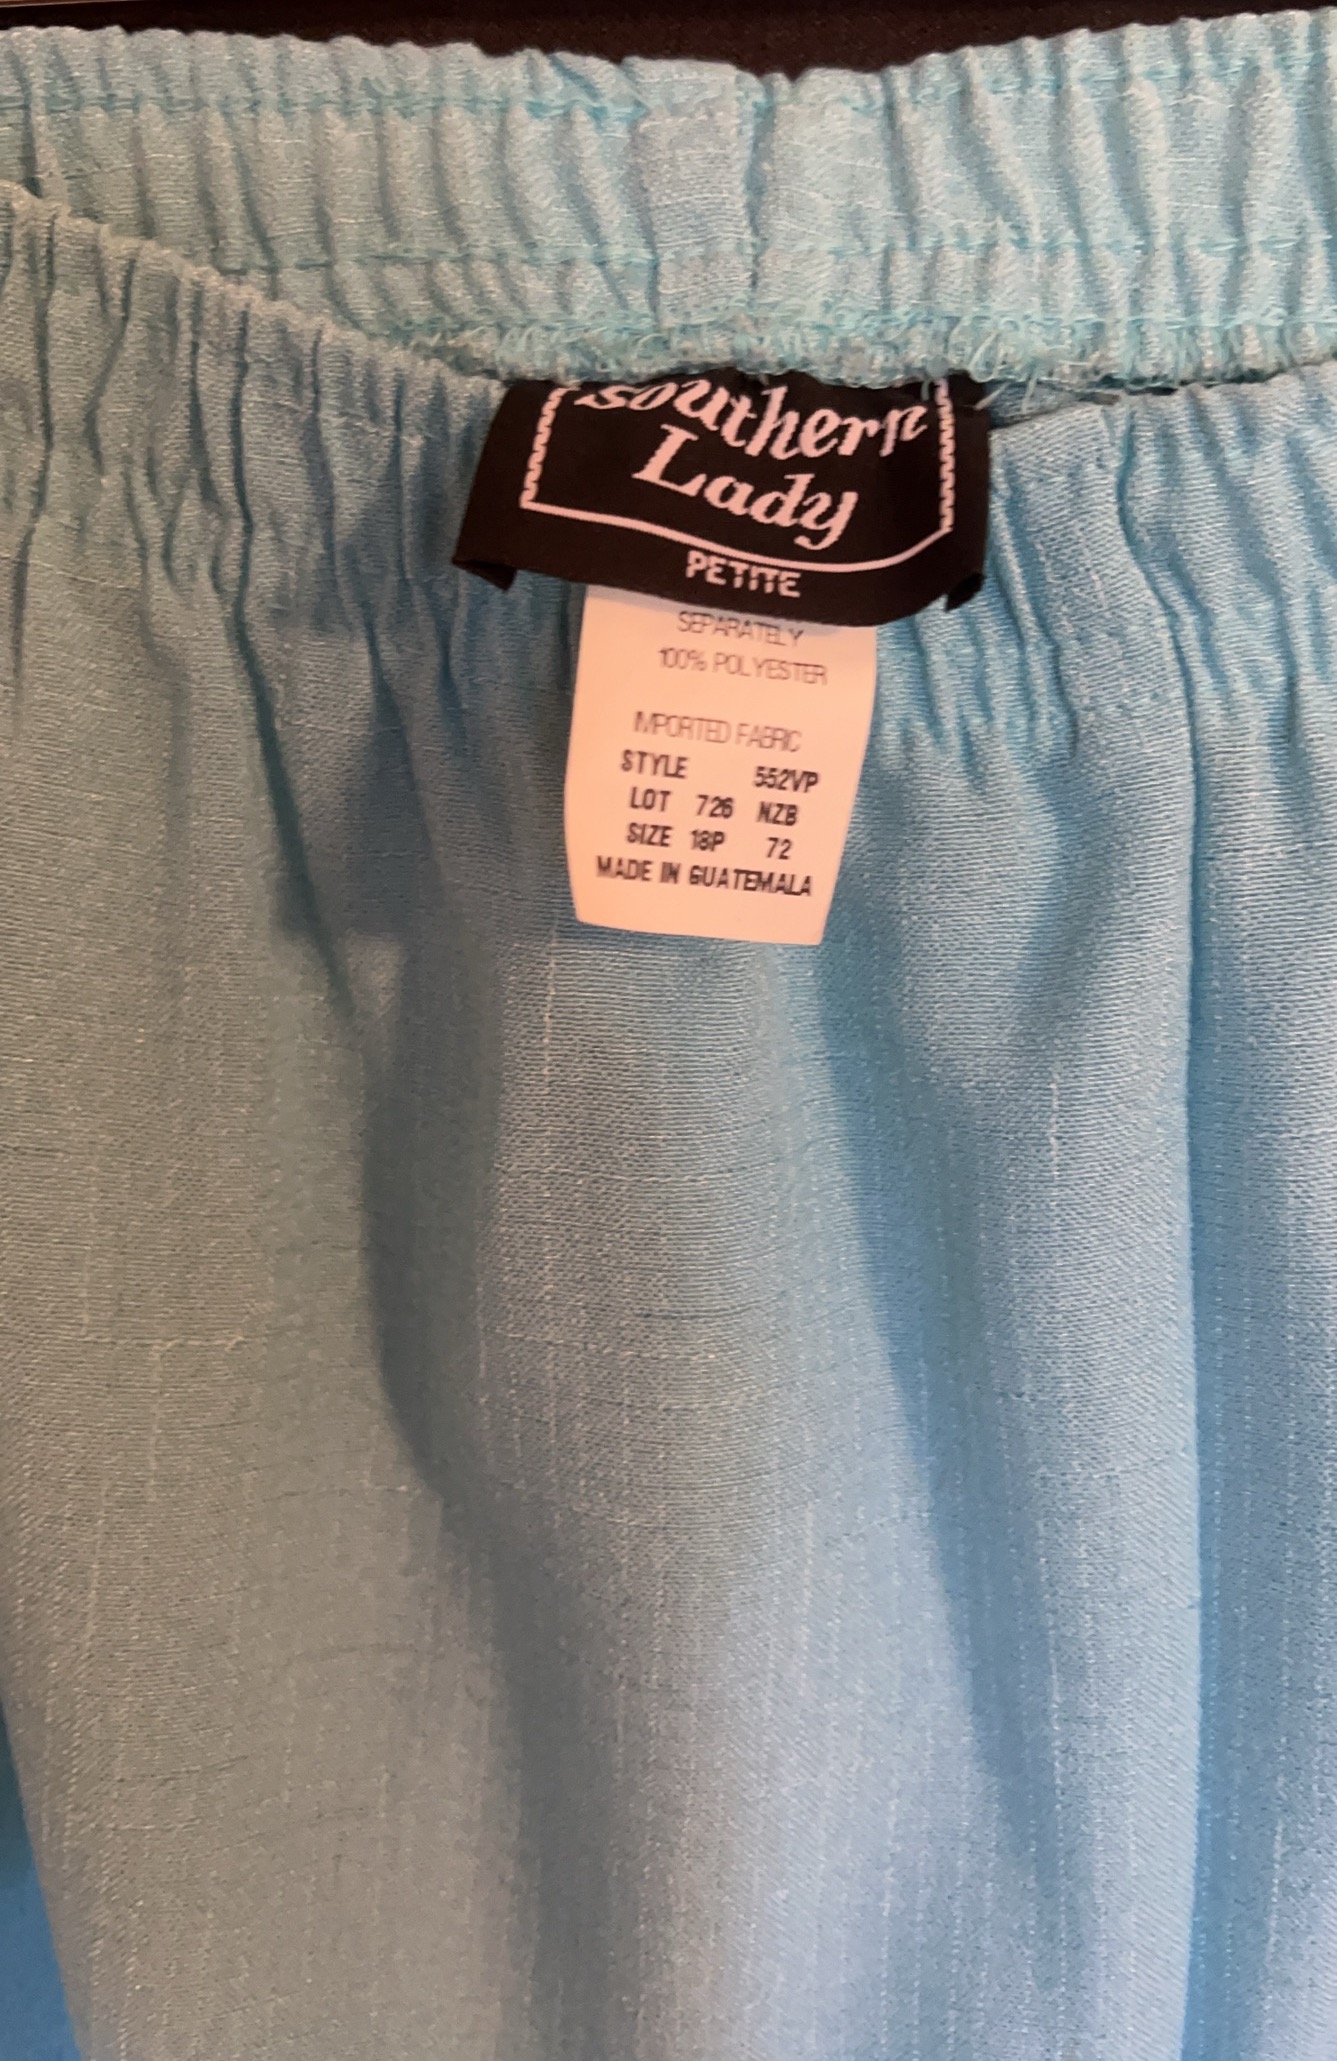 Southern
Lady
PETITE
SEPARATELY
100% POLYESTER
IMPORTED FABRIC
STYLE 552VP
LOT 726 NZB
SIZE 18P 72
MADE IN GUATEMALA